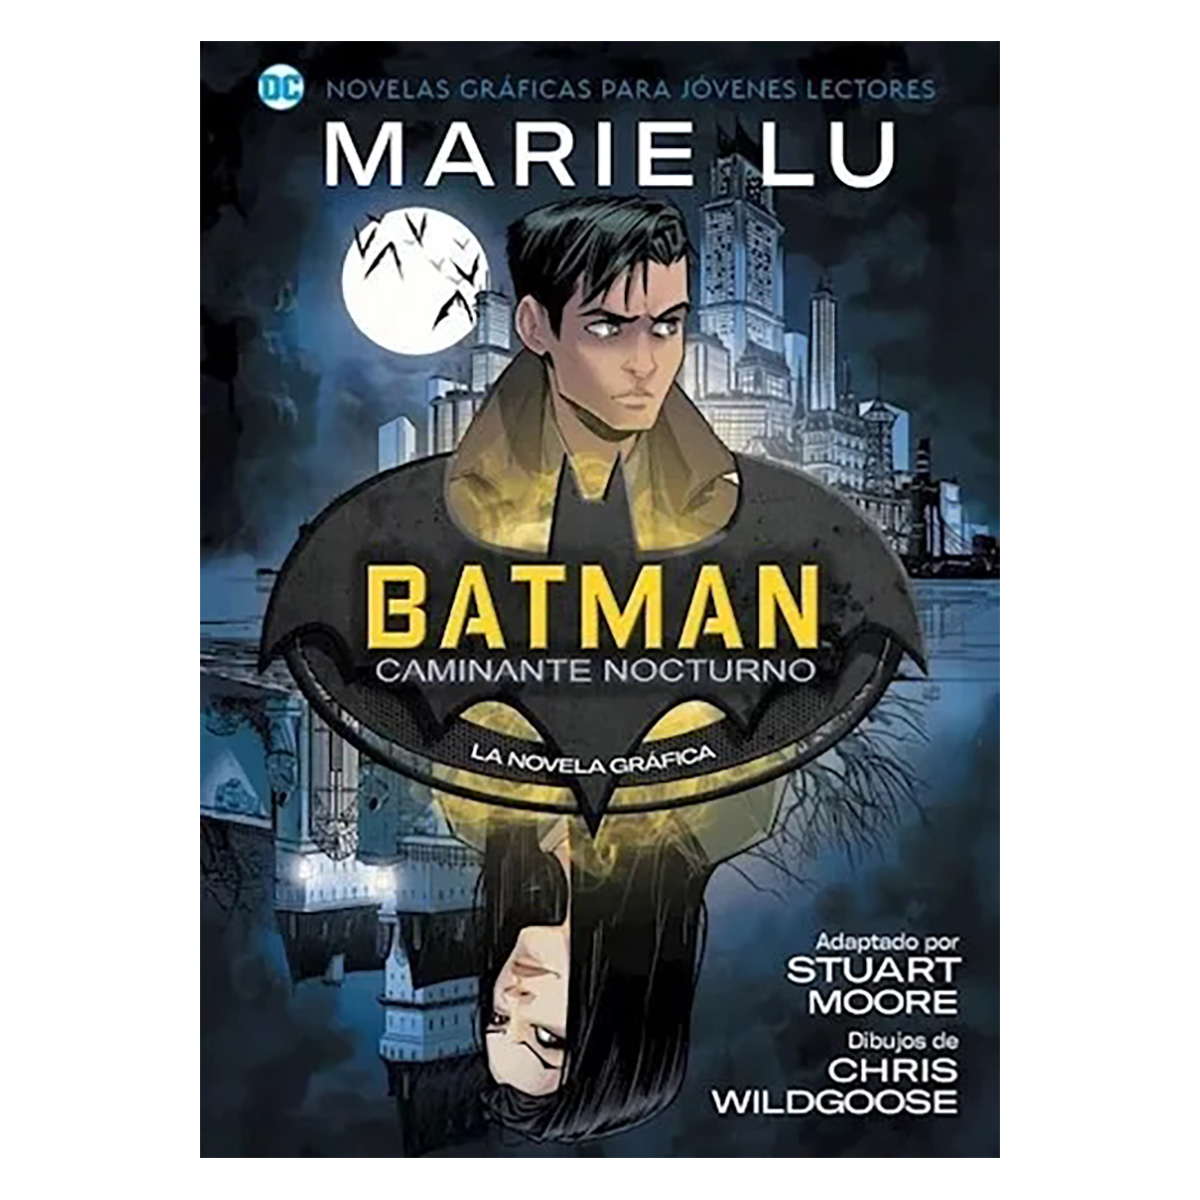 DC NOVELAS GRÁFICAS PARA JÓVENES LECTORES
MARIE LU
BATMAN
CAMINANTE NOCTURNO
LA NOVELA GRÁFICA
Adaptado por
STUART
MOORE
Dibujos de
CHRIS
WILDGOOSE